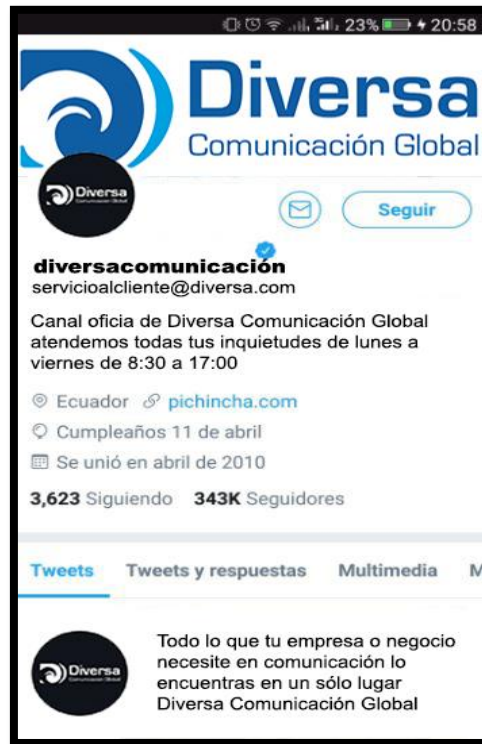 23% 20:58
Diversa
Comunicación Global
Diversa
Seguir
diversacomunicación
servicioalcliente@diversa.com
Canal oficia de Diversa Comunicación Global
atendemos todas tus inquietudes de lunes a
viernes de 8:30 a 17:00
Ecuador pichincha.com
Cumpleaños 11 de abril
Se unió en abril de 2010
3,623 Siguiendo 343K Seguidores
Tweets Tweets y respuestas Multimedia M
Todo lo que tu empresa o negocio
necesite en comunicación lo
encuentras en un sólo lugar
Diversa Comunicación Global
Diversa